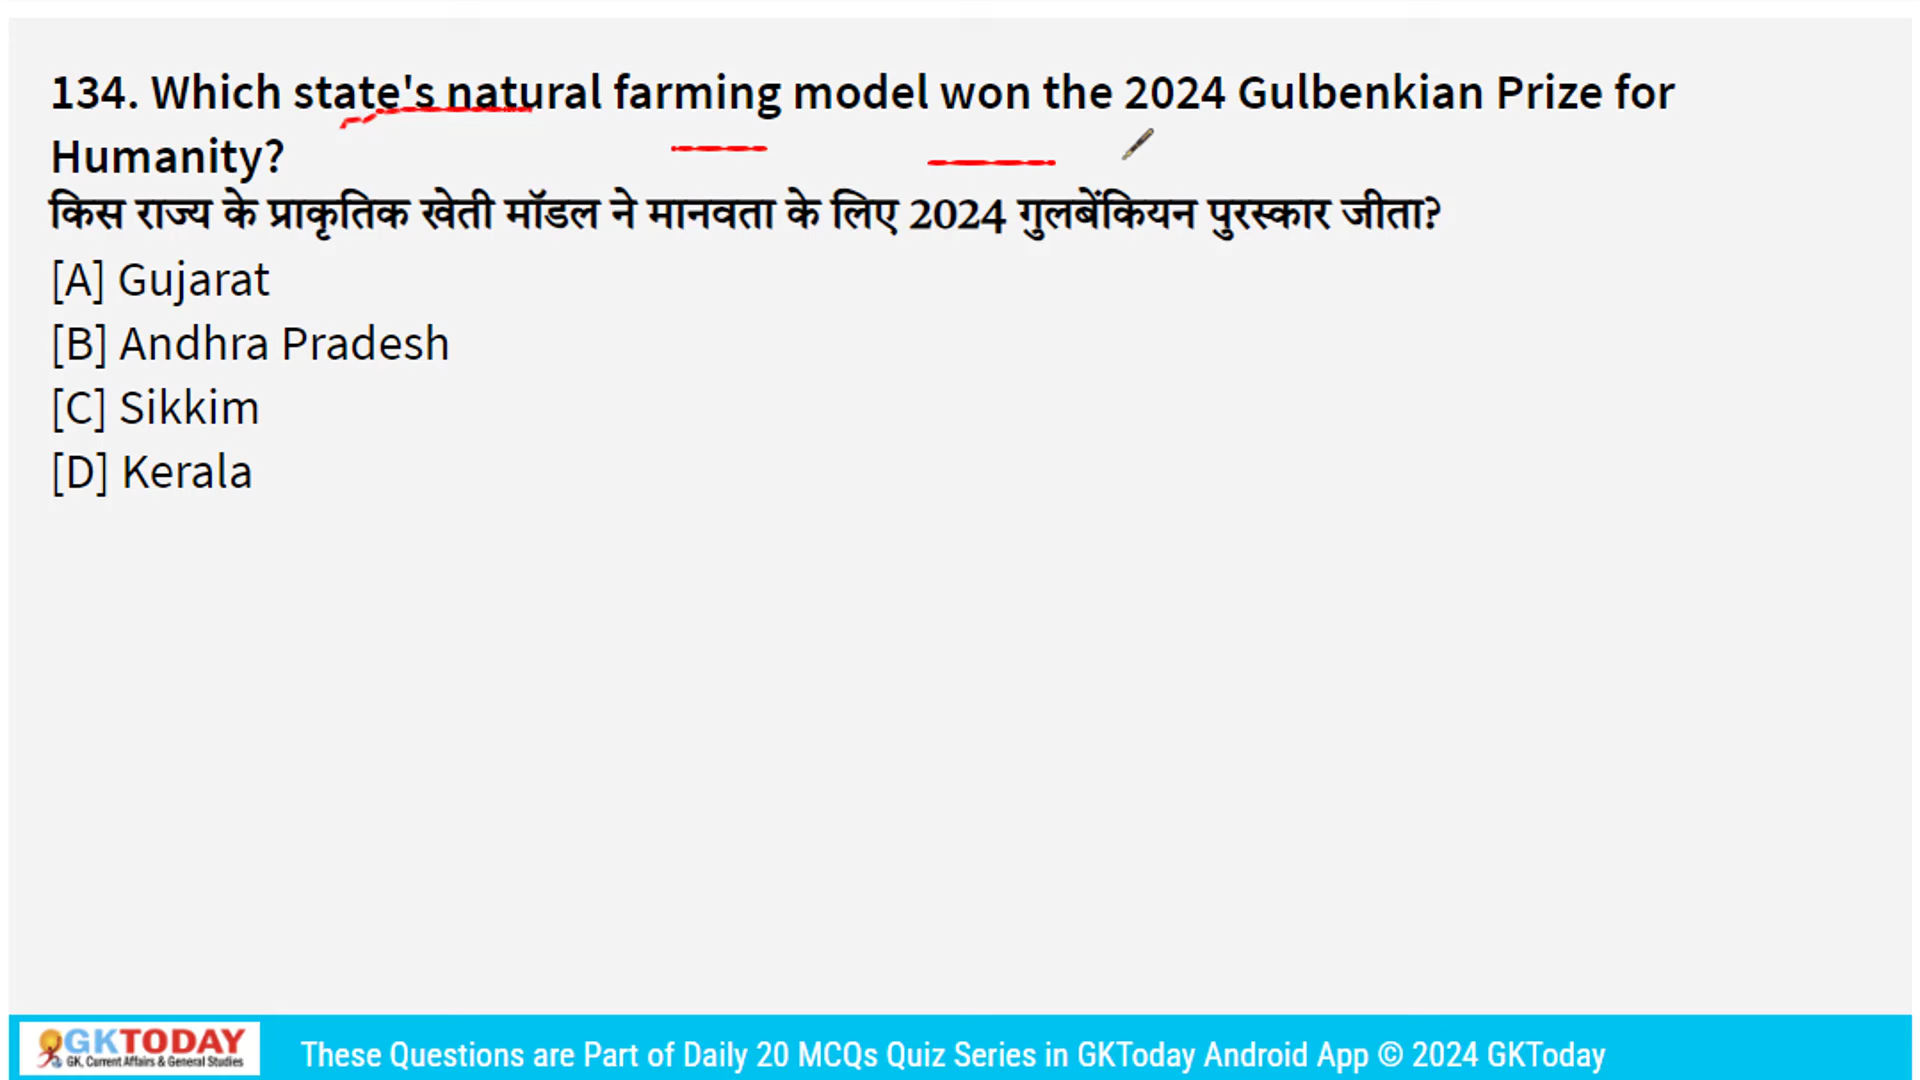 134. Which state's natural farming model won the 2024 Gulbenkian Prize for
Humanity?
किस राज्य के प्राकृतिक खेती मॉडल ने मानवता के लिए 2024 गुलबेंकियन पुरस्कार जीता?
[A] Gujarat
[B] Andhra Pradesh
[C] Sikkim
[D] Kerala
GKTODAY
GK, Current Affairs & General Studies
These Questions are Part of Daily 20 MCQs Quiz Series in GKToday Android App © 2024 GKToday